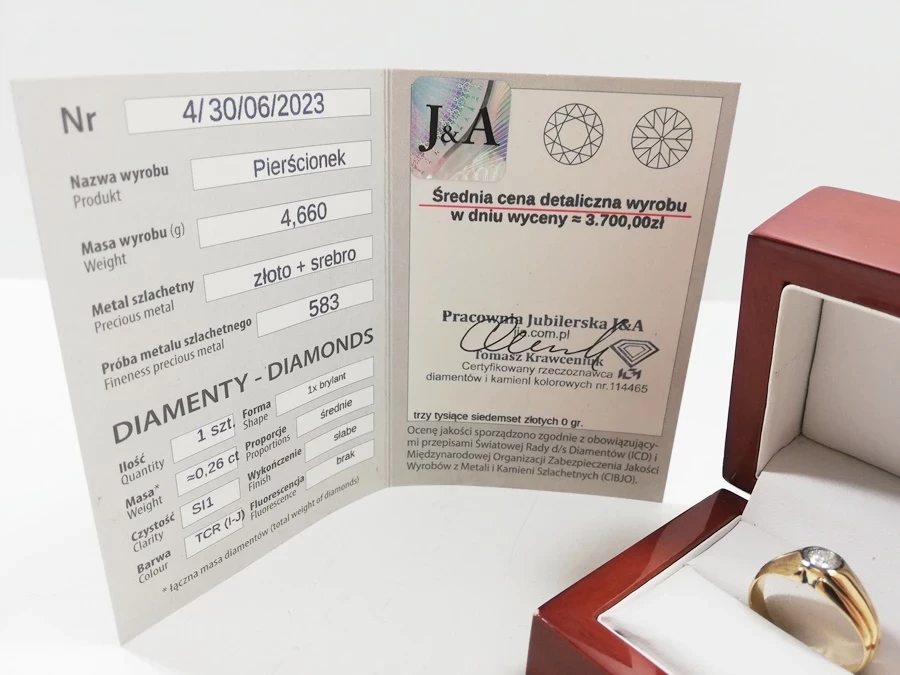 Nr 4/30/06/2023
Nazwa wyrobu Pierścionek
Produkt
Masa wyrobu (g) 4,660
Weight
Metal szlachetny złoto + srebro
Precious metal
Próba metalu szlachetnego 583
Fineness precious metal
DIAMENTY - DIAMONDS
Ilość 1 szt.
Quantity
Masa* ≈0,26 ct
Weight
Czystość SI1
Clarity
Barwa TCR (I-J)
Colour
Forma 1x brylant
Shape
Proporcje średnie
Proportions
Wykończenie słabe
Finish
Fluorescencja brak
Fluorescence
* łączna masa diamentów (total weight of diamonds)
J&A
Średnia cena detaliczna wyrobu
w dniu wyceny ≈ 3.700,00zł
Pracownia Jubilerska J&A
.com.pl
Tomasz Krawceniuk
Certyfikowany rzeczoznawca
diamentów i kamieni kolorowych nr.114465
trzy tysiące siedemset złotych 0 gr.
Ocenę jakości sporządzono zgodnie z obowiązujący-
mi przepisami Światowej Rady d/s Diamentów (ICD) i
Międzynarodowej Organizacji Zabezpieczenia Jakości
Wyrobów z Metali i Kamieni Szlachetnych (CIBJO).